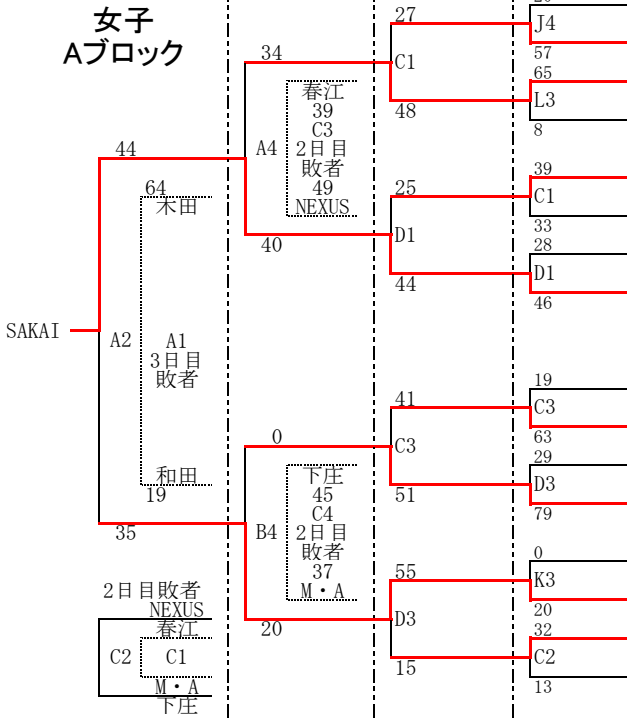 女子
Aブロック
SAKAI
44
A2
35
64
木田
A1
3日目
敗者
和田
19
2日目敗者
NEXUS
春江
C2
C1
M・A
下庄
34
A4
40
春江
39
C3
2日目
敗者
49
NEXUS
0
B4
20
下庄
45
C4
2日目
敗者
37
M・A
27
C1
48
25
D1
44
41
C3
51
55
D3
15
J4
57
65
L3
8
39
C1
33
28
D1
46
19
C3
63
29
D3
79
0
K3
20
32
C2
13